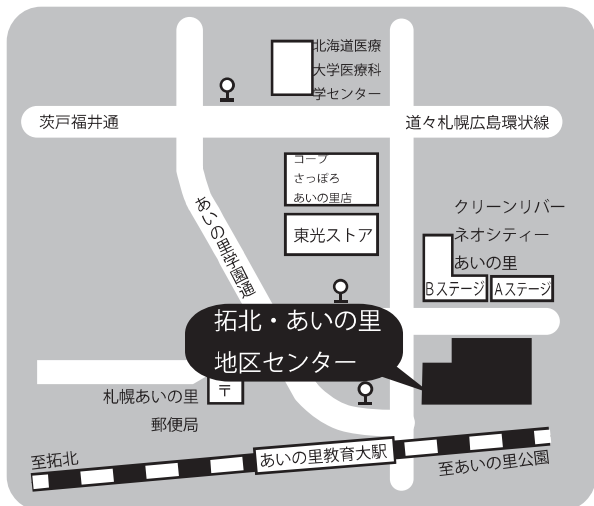 北海道医療
大学医療科
学センター
茨戸福井通
道々札幌広島環状線
コープ
さっぽろ
あいの里店
東光ストア
あいの里学園通
クリーンリバー
ネオシティー
あいの里
Bステージ
Aステージ
拓北・あいの里
地区センター
〒
札幌あいの里
郵便局
至拓北
あいの里教育大駅
至あいの里公園